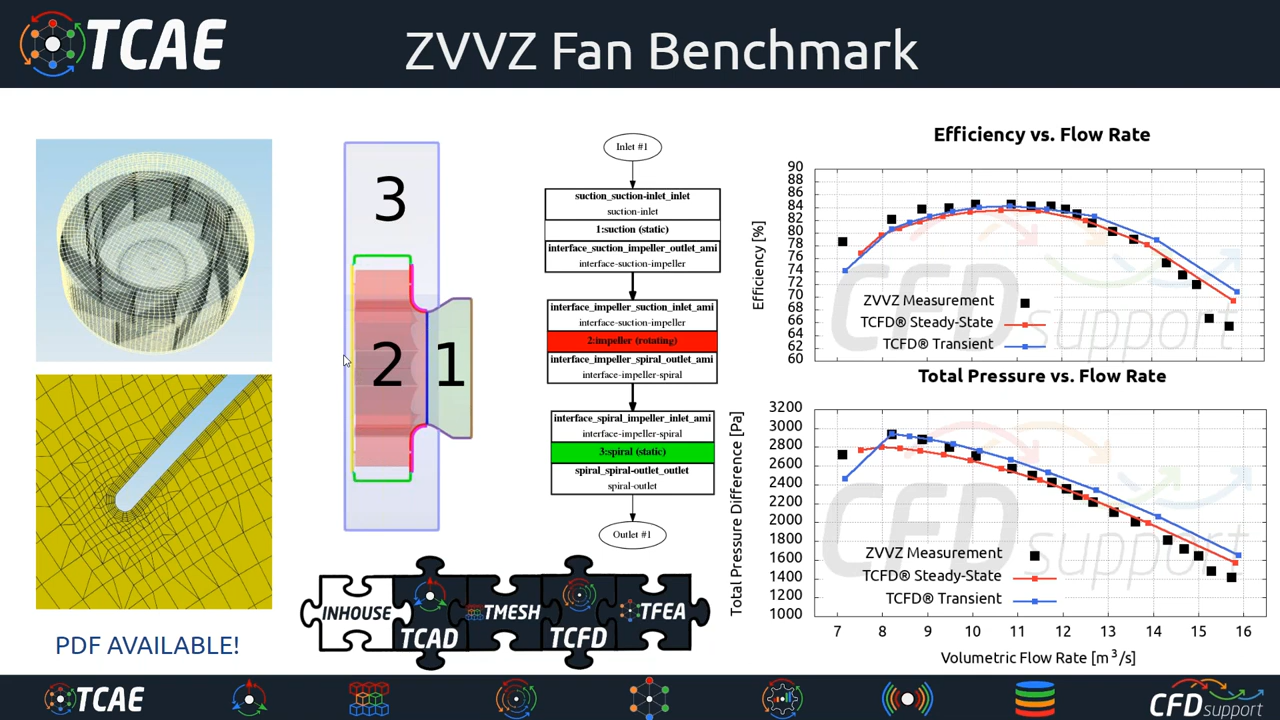 TCAE
ZVVZ Fan Benchmark
PDF AVAILABLE!
3
2
1
Inlet #1
suction_suction-inlet_inlet
suction-inlet
1:suction (static)
interface_suction_impeller_outlet_ami
interface-suction-impeller
interface_impeller_suction_inlet_ami
interface-suction-impeller
2:impeller (rotating)
interface_impeller_spiral_outlet_ami
interface-impeller-spiral
interface_spiral_impeller_inlet_ami
interface-impeller-spiral
3:spiral (static)
spiral_spiral-outlet_outlet
spiral-outlet
Outlet #1
INHOUSE
TCAD
TMESH
TCFD
TFEA
Efficiency vs. Flow Rate
Efficiency [%]
90
88
86
84
82
80
78
76
74
72
70
68
66
64
62
60
CFD support
ZVVZ Measurement
TCFD® Steady-State
TCFD® Transient
Total Pressure vs. Flow Rate
Total Pressure Difference [Pa]
3200
3000
2800
2600
2400
2200
2000
1800
1600
1400
1200
1000
CFD support
ZVVZ Measurement
TCFD® Steady-State
TCFD® Transient
7 8 9 10 11 12 13 14 15 16
Volumetric Flow Rate [m³/s]
TCAE
CFD support